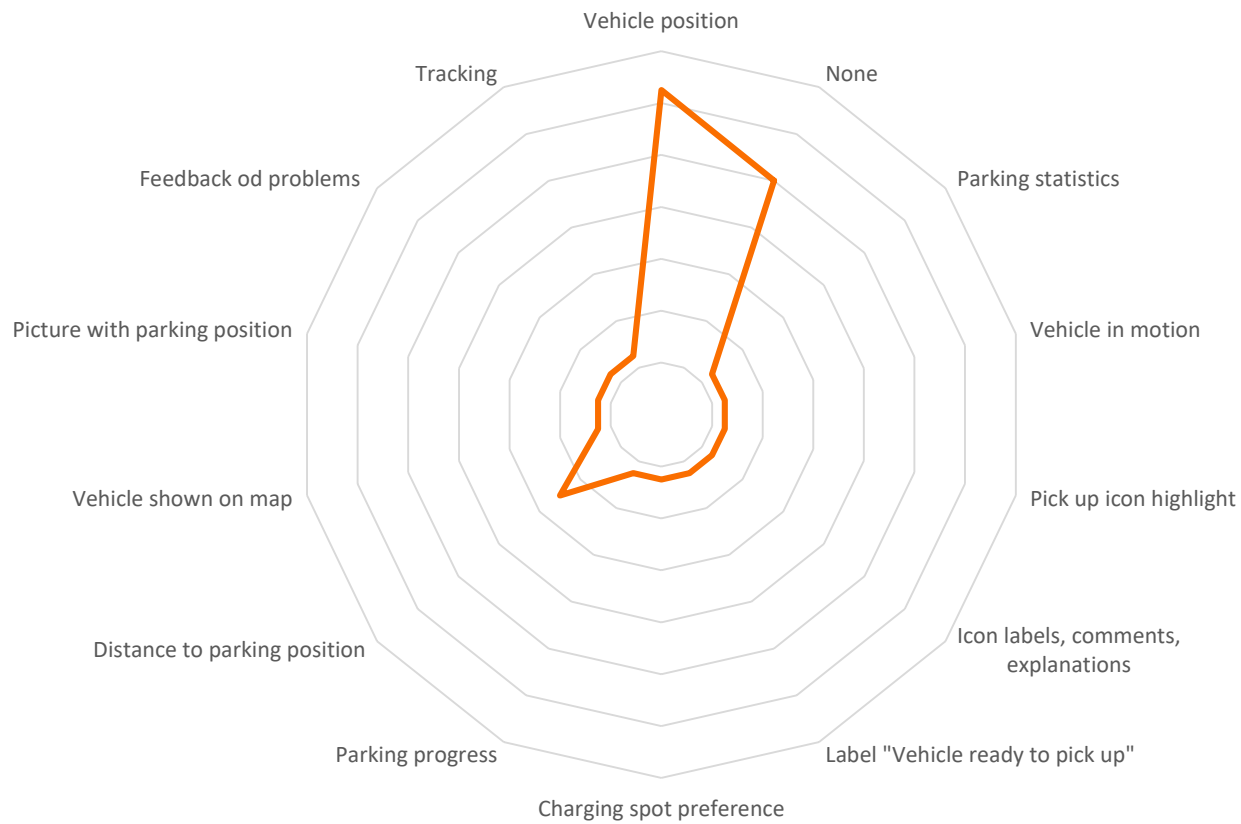 Vehicle position
None
Parking statistics
Vehicle in motion
Pick up icon highlight
Icon labels, comments,
explanations
Label "Vehicle ready to pick up"
Charging spot preference
Parking progress
Distance to parking position
Vehicle shown on map
Picture with parking position
Feedback od problems
Tracking